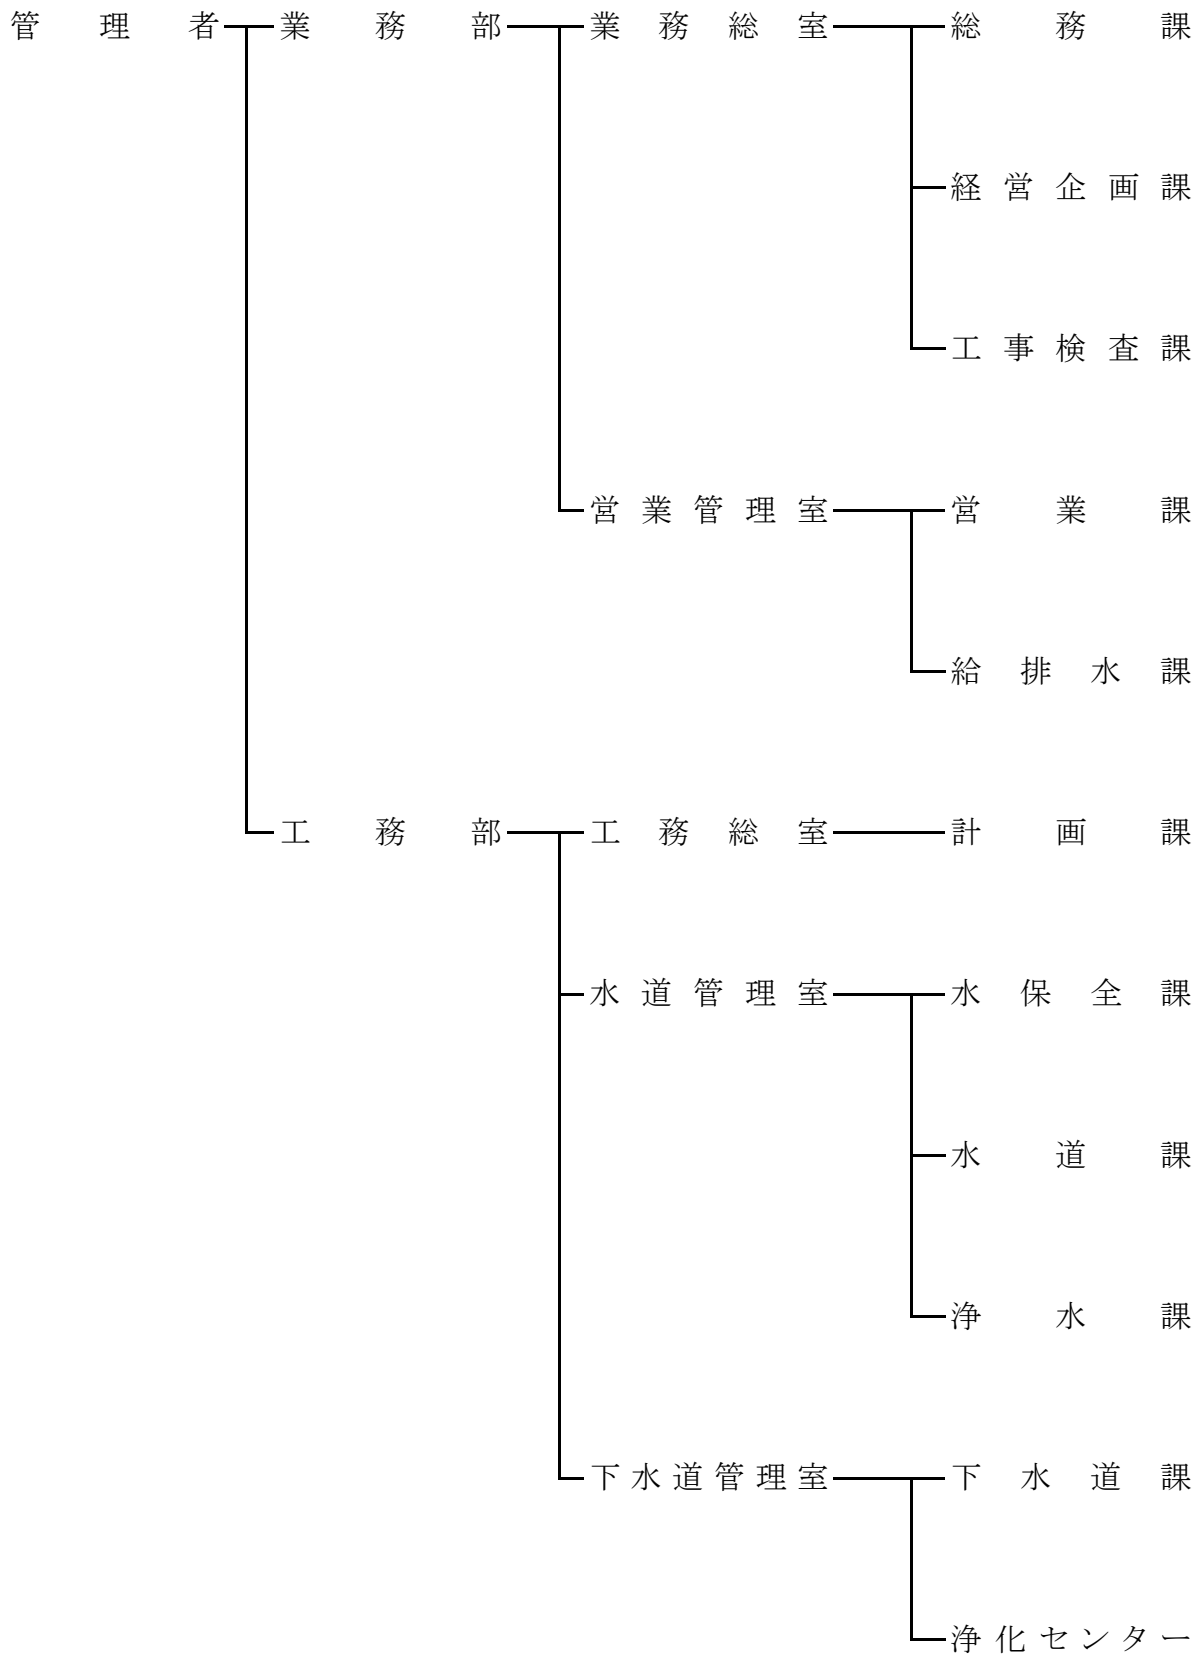 管理者 業務部 業務総室 総務課
経営企画課
工事検査課
営業管理室 営業課
給排水課
工務部 工務総室 計画課
水道管理室 水保全課
水道課
浄水課
下水道管理室 下水道課
浄化センター